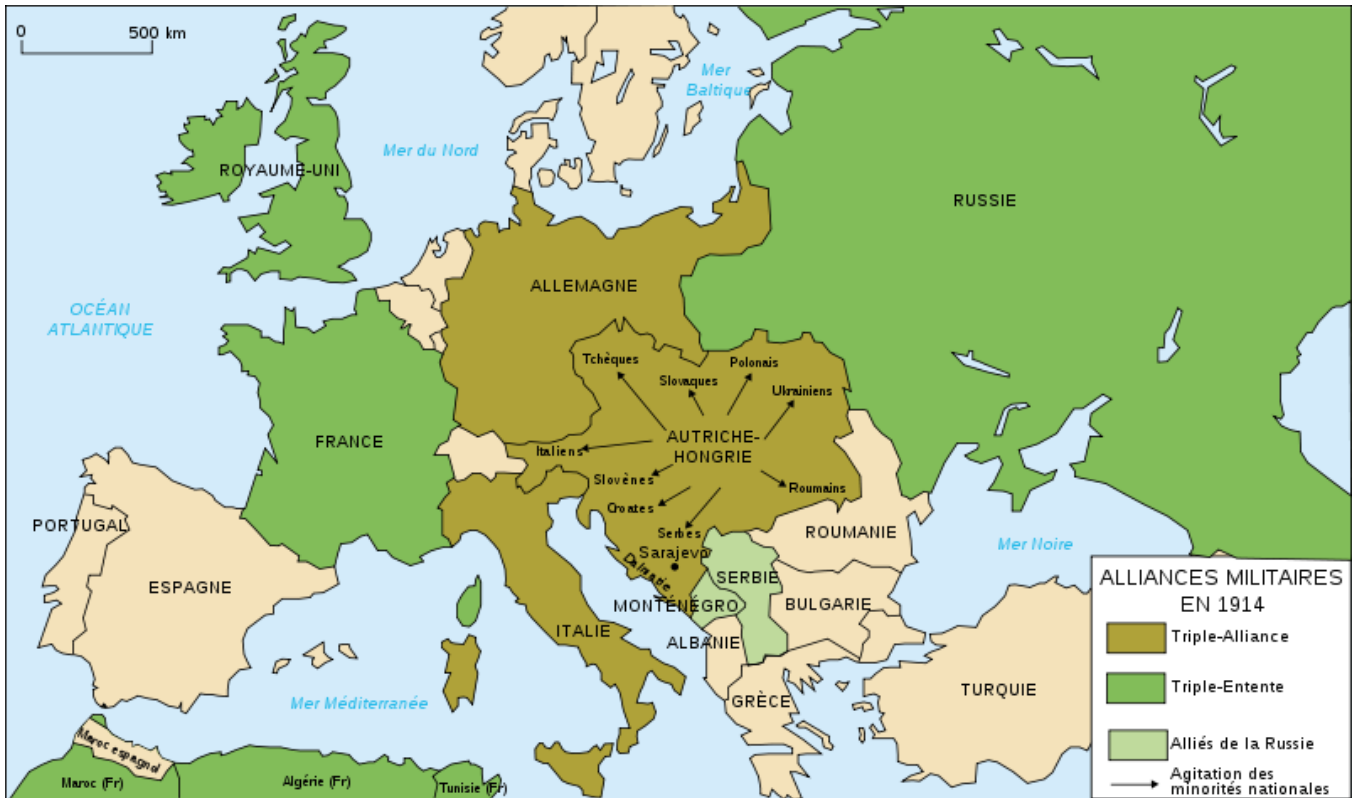 0 500 km
Mer
Baltique
Mer du Nord
ROYAUME-UNI
RUSSIE
OCÉAN
ATLANTIQUE
ALLEMAGNE
Tchèques
Polonais
Slovaques
Ukrainiens
FRANCE
AUTRICHE-
HONGRIE
Italiens
Slovènes
Roumains
Croates
PORTUGAL
Serbes
ROUMANIE
Mer Noire
Sarajevo
Dalmatie
SERBIE
ESPAGNE
MONTÉNÉGRO
BULGARIE
ITALIE
ALBANIE
TURQUIE
Mer Méditerranée
GRÈCE
Maroc espagnol
Maroc (Fr)
Algérie (Fr)
Tunisie (Fr)
ALLIANCES MILITAIRES
EN 1914
Triple-Alliance
Triple-Entente
Alliés de la Russie
Agitation des
minorités nationales